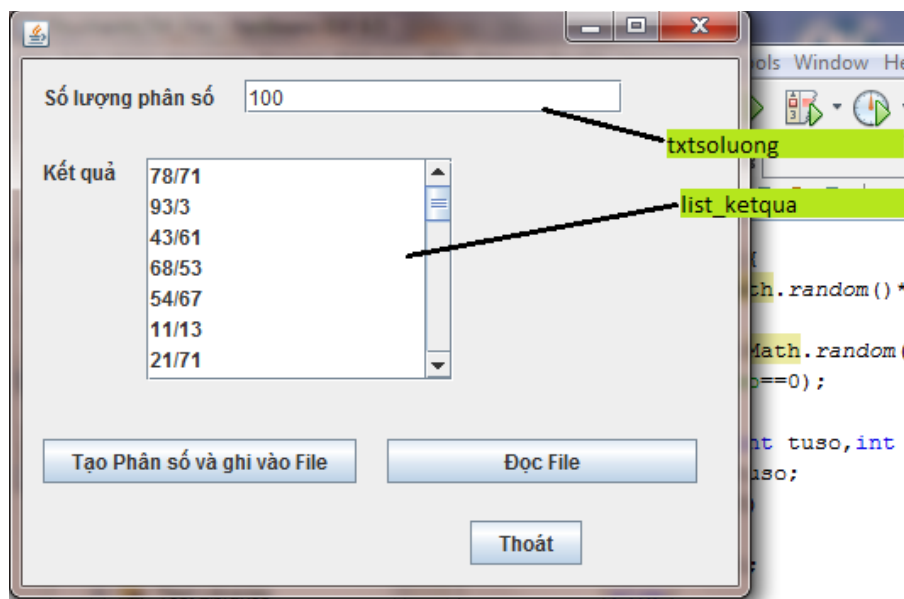 ols Window He
Số lượng phân số 100
txtsoluong
Kết quả 78/71
list_ketqua
93/3
43/61
68/53
54/67
11/13
21/71
th.random()*
Math.random(
==0);
nt tuso,int
uso;
Tạo Phân số và ghi vào File Đọc File
Thoát